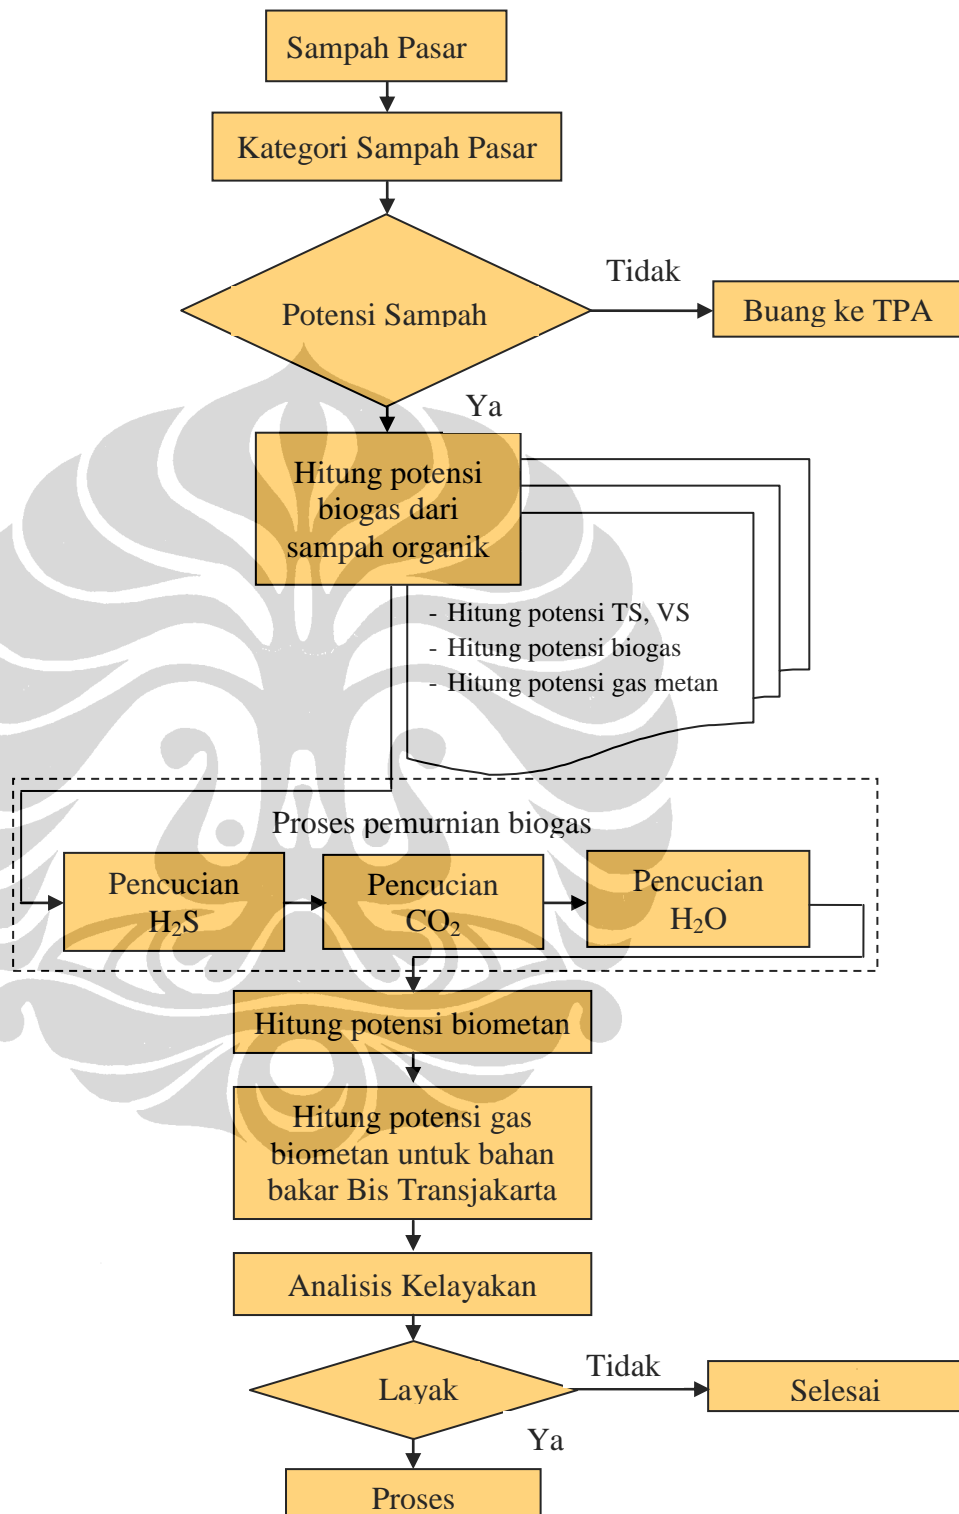 Sampah Pasar
Kategori Sampah Pasar
Potensi Sampah
Tidak
Buang ke TPA
Ya
Hitung potensi
biogas dari
sampah organik
- Hitung potensi TS, VS
- Hitung potensi biogas
- Hitung potensi gas metan
Proses pemurnian biogas
Pencucian
H₂S
Pencucian
CO₂
Pencucian
H₂O
Hitung potensi biometan
Hitung potensi gas
biometan untuk bahan
bakar Bis Transjakarta
Analisis Kelayakan
Layak
Tidak
Selesai
Ya
Proses